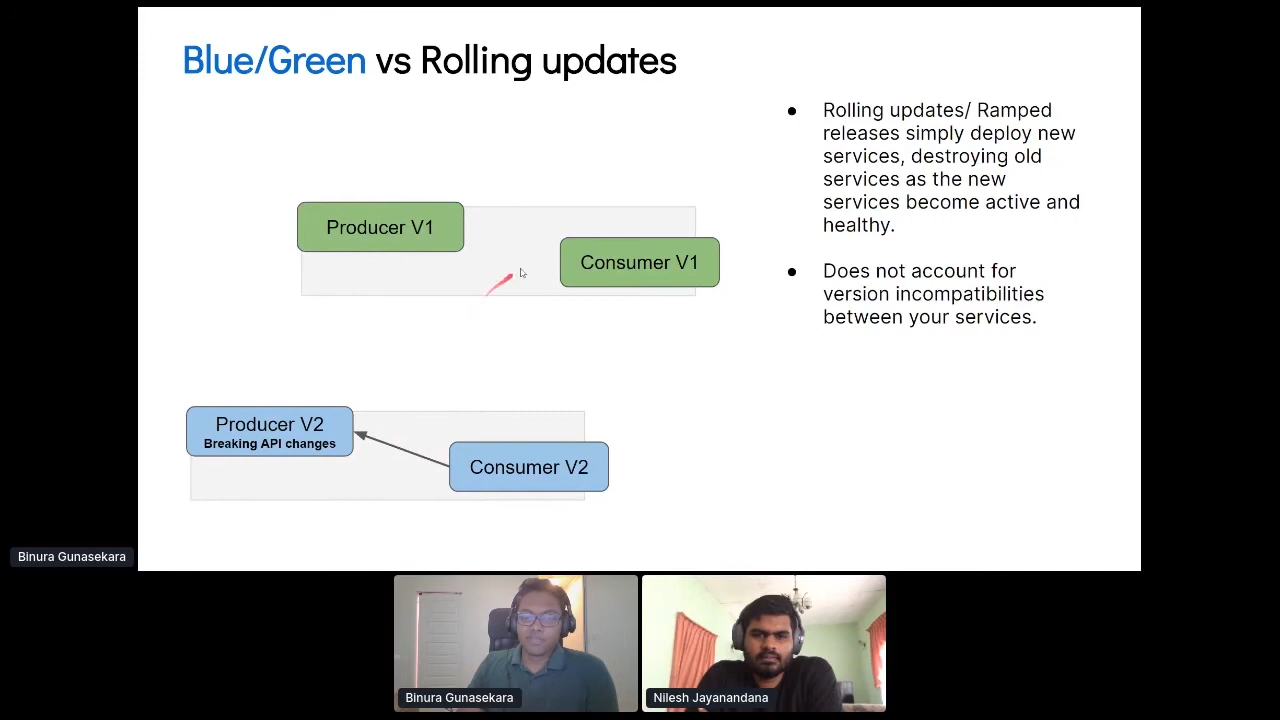 Blue/Green vs Rolling updates
● Rolling updates/ Ramped
releases simply deploy new
services, destroying old
services as the new
services become active and
healthy.
● Does not account for
version incompatibilities
between your services.
Producer V1
Consumer V1
Producer V2
Breaking API changes
Consumer V2
Binura Gunasekara
Binura Gunasekara
Nilesh Jayanandana